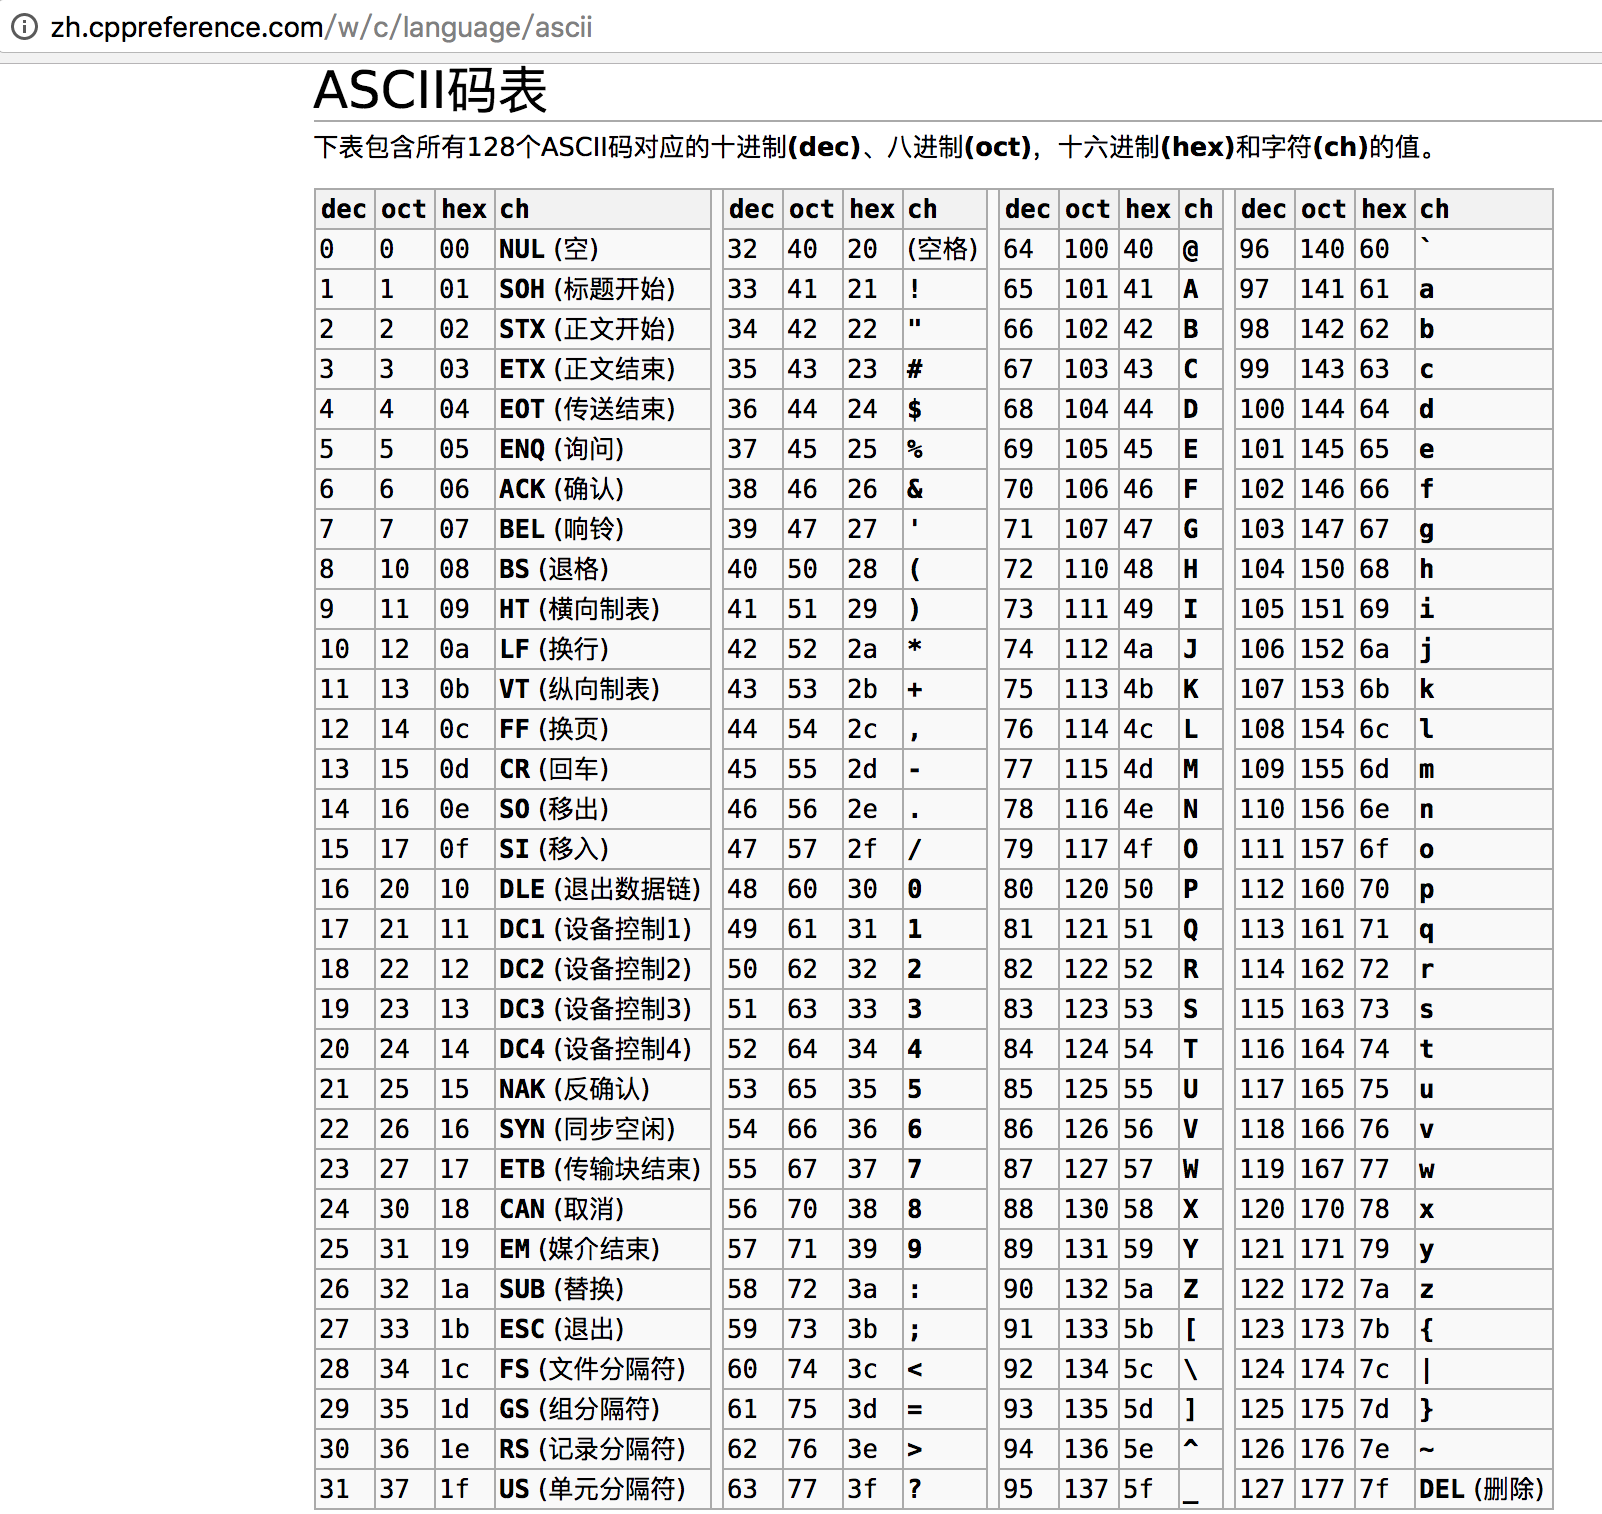 zh.cppreference.com/w/c/language/ascii
ASCII码表
下表包含所有128个ASCII码对应的十进制(dec)、八进制(oct)，十六进制(hex)和字符(ch)的值。
dec oct hex ch dec oct hex ch dec oct hex ch dec oct hex ch
0 0 00 NUL (空) 32 40 20 (空格) 64 100 40 @ 96 140 60 `
1 1 01 SOH (标题开始) 33 41 21 ! 65 101 41 A 97 141 61 a
2 2 02 STX (正文开始) 34 42 22 " 66 102 42 B 98 142 62 b
3 3 03 ETX (正文结束) 35 43 23 # 67 103 43 C 99 143 63 c
4 4 04 EOT (传送结束) 36 44 24 $ 68 104 44 D 100 144 64 d
5 5 05 ENQ (询问) 37 45 25 % 69 105 45 E 101 145 65 e
6 6 06 ACK (确认) 38 46 26 & 70 106 46 F 102 146 66 f
7 7 07 BEL (响铃) 39 47 27 ' 71 107 47 G 103 147 67 g
8 10 08 BS (退格) 40 50 28 ( 72 110 48 H 104 150 68 h
9 11 09 HT (横向制表) 41 51 29 ) 73 111 49 I 105 151 69 i
10 12 0a LF (换行) 42 52 2a * 74 112 4a J 106 152 6a j
11 13 0b VT (纵向制表) 43 53 2b + 75 113 4b K 107 153 6b k
12 14 0c FF (换页) 44 54 2c , 76 114 4c L 108 154 6c l
13 15 0d CR (回车) 45 55 2d - 77 115 4d M 109 155 6d m
14 16 0e SO (移出) 46 56 2e . 78 116 4e N 110 156 6e n
15 17 0f SI (移入) 47 57 2f / 79 117 4f O 111 157 6f o
16 20 10 DLE (退出数据链) 48 60 30 0 80 120 50 P 112 160 70 p
17 21 11 DC1 (设备控制1) 49 61 31 1 81 121 51 Q 113 161 71 q
18 22 12 DC2 (设备控制2) 50 62 32 2 82 122 52 R 114 162 72 r
19 23 13 DC3 (设备控制3) 51 63 33 3 83 123 53 S 115 163 73 s
20 24 14 DC4 (设备控制4) 52 64 34 4 84 124 54 T 116 164 74 t
21 25 15 NAK (反确认) 53 65 35 5 85 125 55 U 117 165 75 u
22 26 16 SYN (同步空闲) 54 66 36 6 86 126 56 V 118 166 76 v
23 27 17 ETB (传输块结束) 55 67 37 7 87 127 57 W 119 167 77 w
24 30 18 CAN (取消) 56 70 38 8 88 130 58 X 120 170 78 x
25 31 19 EM (媒介结束) 57 71 39 9 89 131 59 Y 121 171 79 y
26 32 1a SUB (替换) 58 72 3a : 90 132 5a Z 122 172 7a z
27 33 1b ESC (退出) 59 73 3b ; 91 133 5b [ 123 173 7b {
28 34 1c FS (文件分隔符) 60 74 3c < 92 134 5c \ 124 174 7c |
29 35 1d GS (组分隔符) 61 75 3d = 93 135 5d ] 125 175 7d }
30 36 1e RS (记录分隔符) 62 76 3e > 94 136 5e ^ 126 176 7e ~
31 37 1f US (单元分隔符) 63 77 3f ? 95 137 5f _ 127 177 7f DEL (删除)